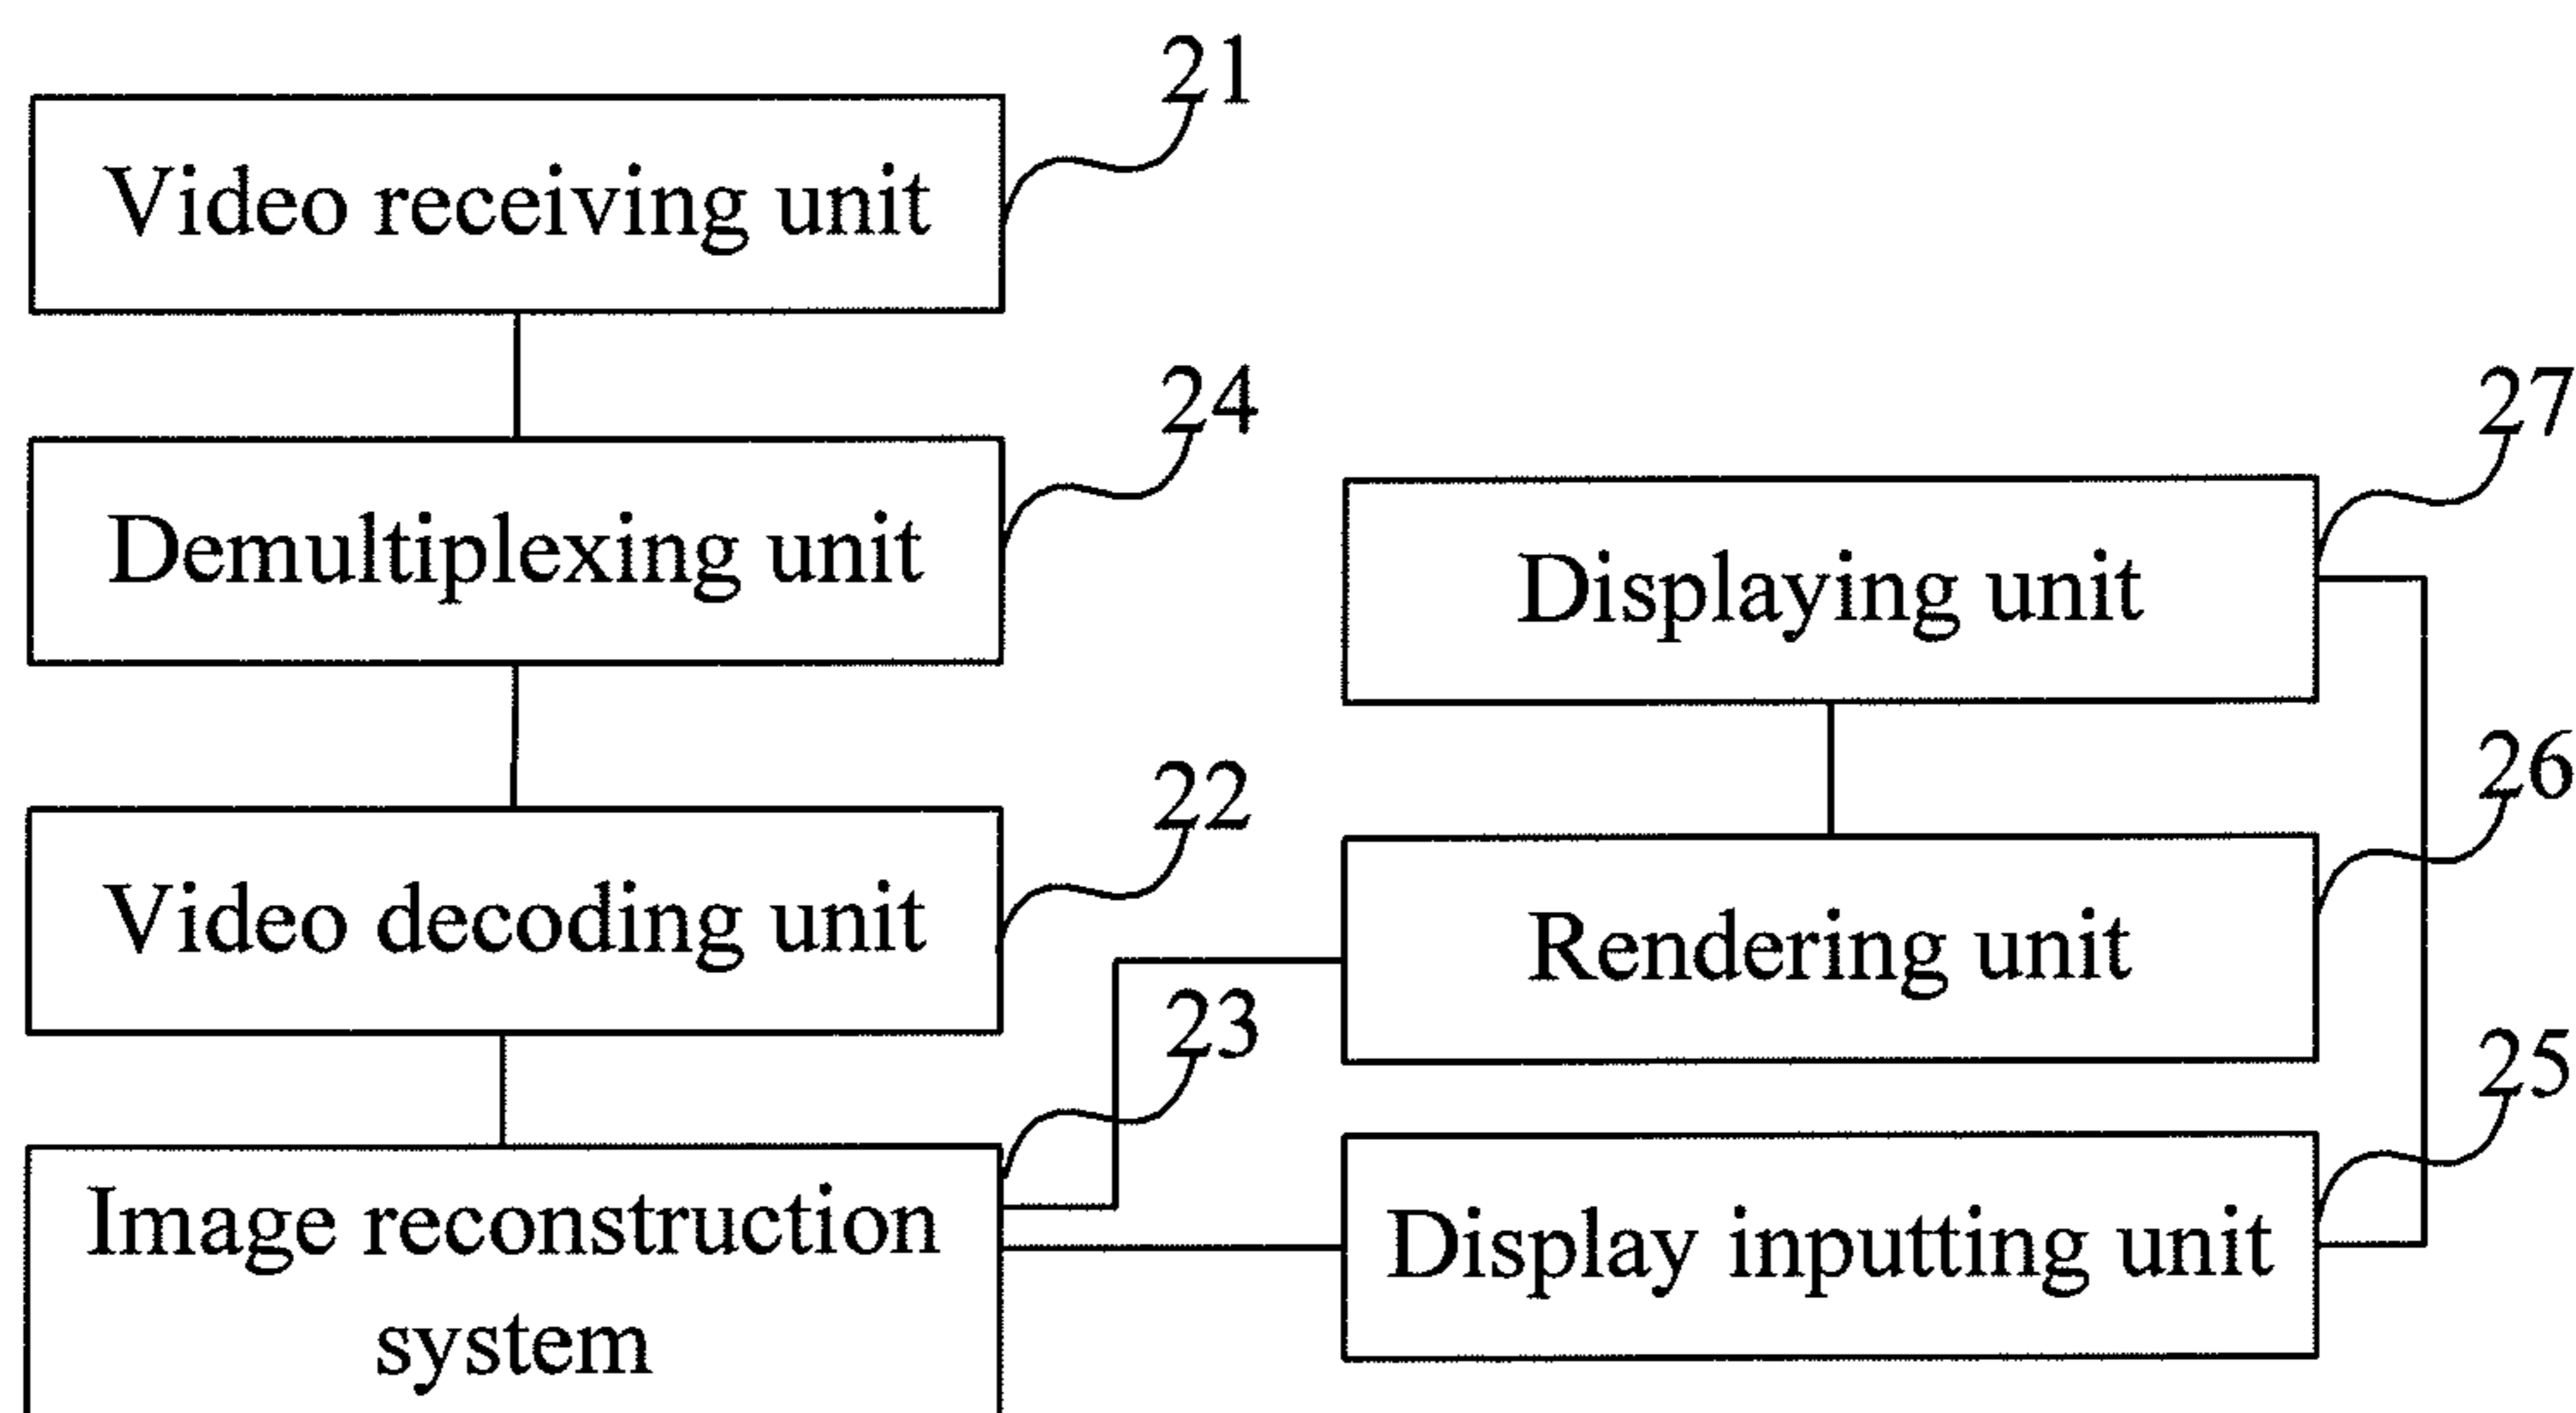 21
Video receiving unit
24
Demultiplexing unit
22
Video decoding unit
23
Image reconstruction
system
27
Displaying unit
26
Rendering unit
25
Display inputting unit